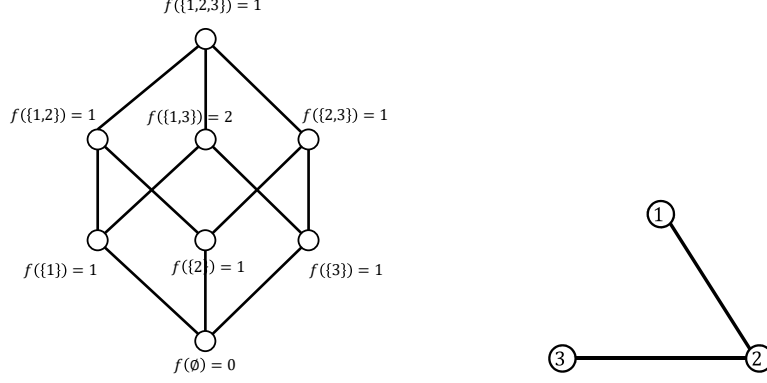 f({1,2,3}) = 1
f({1,2}) = 1
f({1,3}) = 2
f({2,3}) = 1
1
f({1}) = 1
f({2}) = 1
f({3}) = 1
3
2
f(∅) = 0